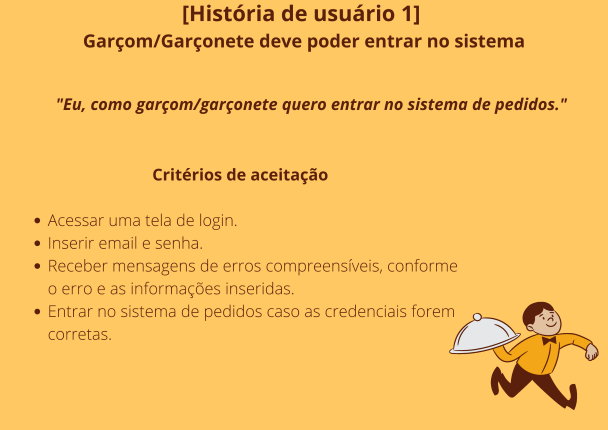 [História de usuário 1]
Garçom/Garçonete deve poder entrar no sistema
"Eu, como garçom/garçonete quero entrar no sistema de pedidos."
Critérios de aceitação
• Acessar uma tela de login.
• Inserir email e senha.
• Receber mensagens de erros compreensíveis, conforme
o erro e as informações inseridas.
• Entrar no sistema de pedidos caso as credenciais forem
corretas.